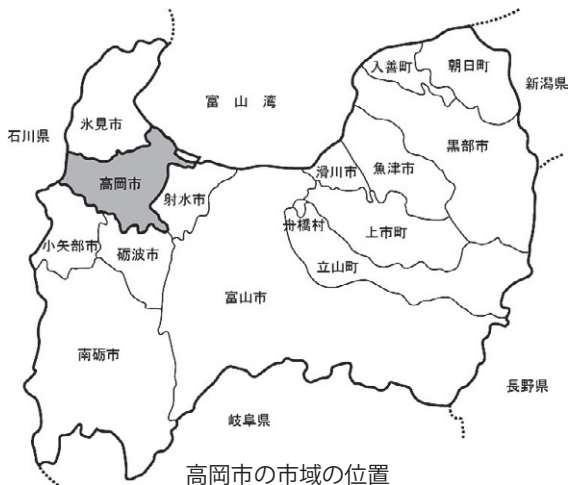 入善町
朝日町
新潟県
富山湾
石川県
氷見市
黒部市
魚津市
滑川市
高岡市
射水市
舟橋村
上市町
小矢部市
砺波市
立山町
富山市
南砺市
長野県
岐阜県
高岡市の市域の位置